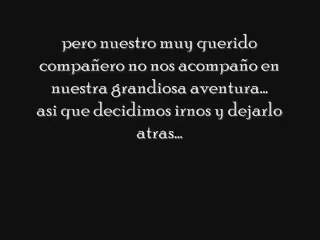 pero nuestro muy querido
compañero no nos acompaño en
nuestra grandiosa aventura...
asi que decidimos irnos y dejarlo
atras...